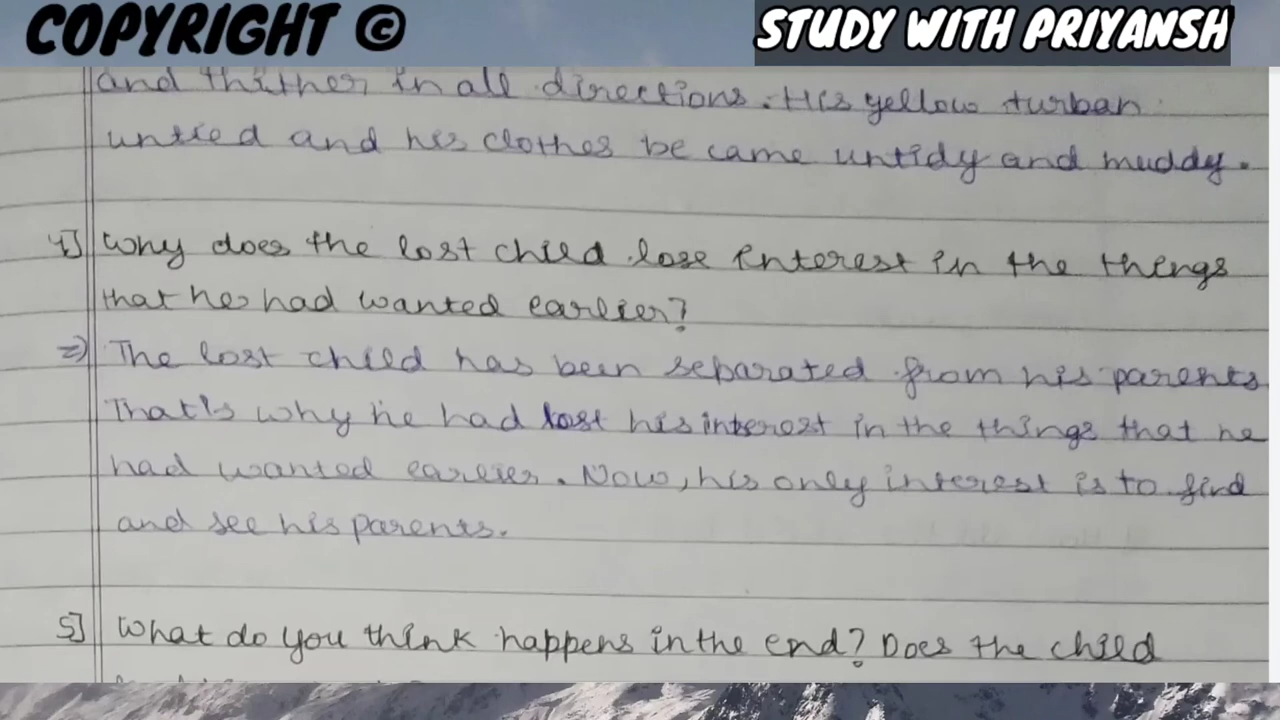 COPYRIGHT ©
STUDY WITH PRIYANSH
and thither in all directions. His yellow turban
untied and his clothes be came untidy and muddy.
4] Why does the lost child lose interest in the things
that he had wanted earlier?
=> The lost child has been separated from his parents
That's why he had lost his interest in the things that he
had wanted earlier. Now, his only interest is to find
and see his parents.
5] What do you think happens in the end? Does the child